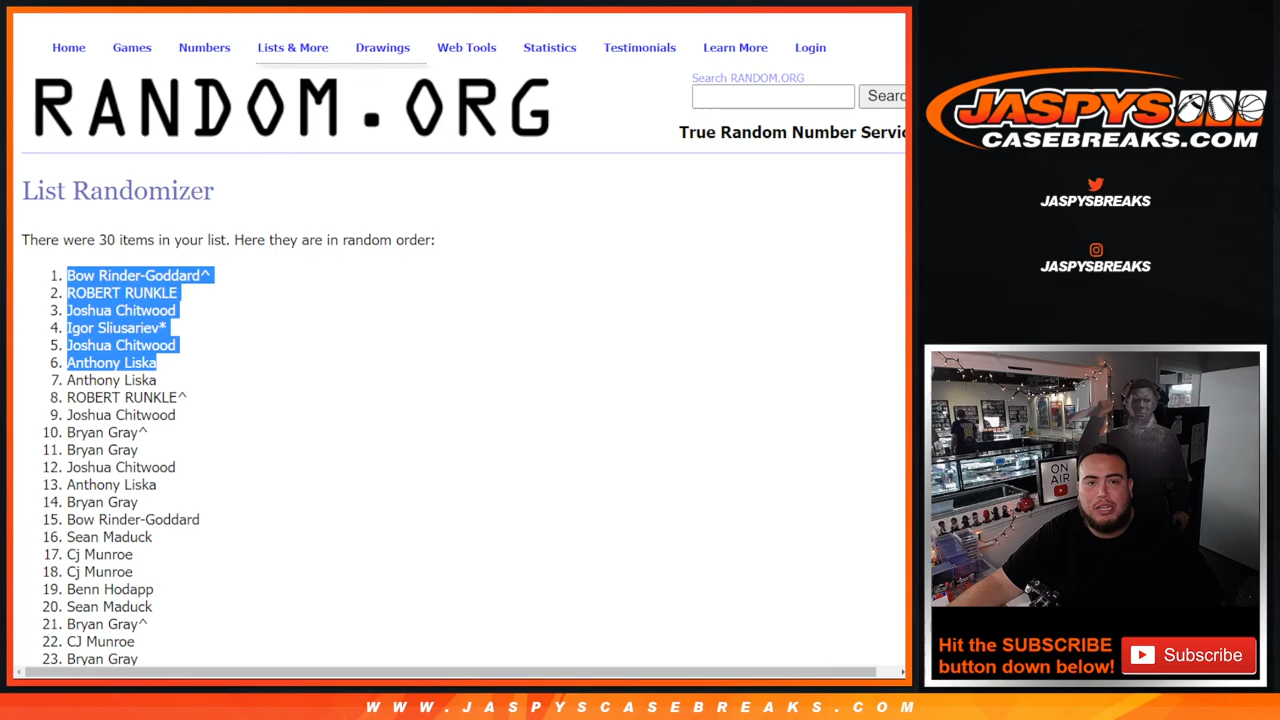 Home Games Numbers Lists & More Drawings Web Tools Statistics Testimonials Learn More Login
RANDOM.ORG
Search RANDOM.ORG
Searc
True Random Number Servic
List Randomizer
There were 30 items in your list. Here they are in random order:
1. Bow Rinder-Goddard^
2. ROBERT RUNKLE
3. Joshua Chitwood
4. Igor Sliusariev*
5. Joshua Chitwood
6. Anthony Liska
7. Anthony Liska
8. ROBERT RUNKLE^
9. Joshua Chitwood
10. Bryan Gray^
11. Bryan Gray
12. Joshua Chitwood
13. Anthony Liska
14. Bryan Gray
15. Bow Rinder-Goddard
16. Sean Maduck
17. Cj Munroe
18. Cj Munroe
19. Benn Hodapp
20. Sean Maduck
21. Bryan Gray^
22. CJ Munroe
23. Bryan Gray
JASPYS
CASEBREAKS.COM
JASPYSBREAKS
JASPYSBREAKS
ON
AIR
Hit the SUBSCRIBE
button down below!
Subscribe
WWW.JASPYSCASEBREAKS.COM